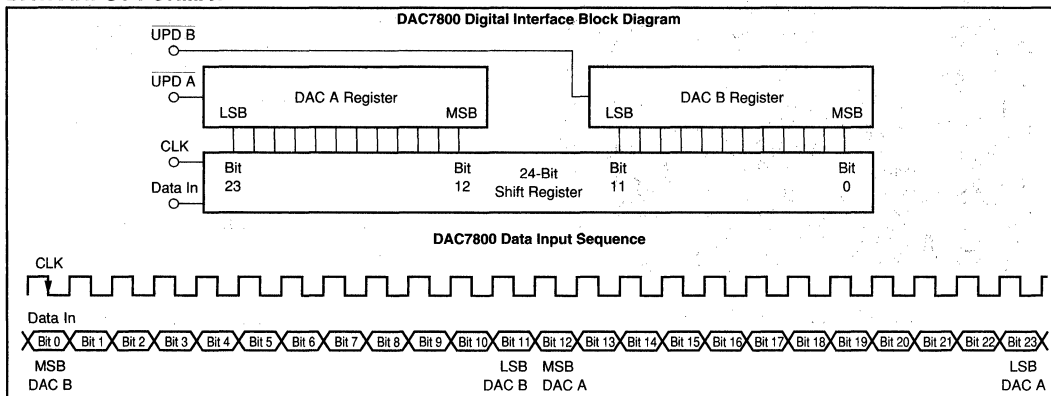 DAC7800 Digital Interface Block Diagram
UPD B
UPD A
DAC A Register
DAC B Register
LSB MSB LSB MSB
CLK
Bit Bit Bit Bit
23 12 24-Bit 11 0
Shift Register
Data In
DAC7800 Data Input Sequence
CLK
Data In
Bit 0 Bit 1 Bit 2 Bit 3 Bit 4 Bit 5 Bit 6 Bit 7 Bit 8 Bit 9 Bit 10 Bit 11 Bit 12 Bit 13 Bit 14 Bit 15 Bit 16 Bit 17 Bit 18 Bit 19 Bit 20 Bit 21 Bit 22 Bit 23
MSB LSB MSB LSB
DAC B DAC B DAC A DAC A